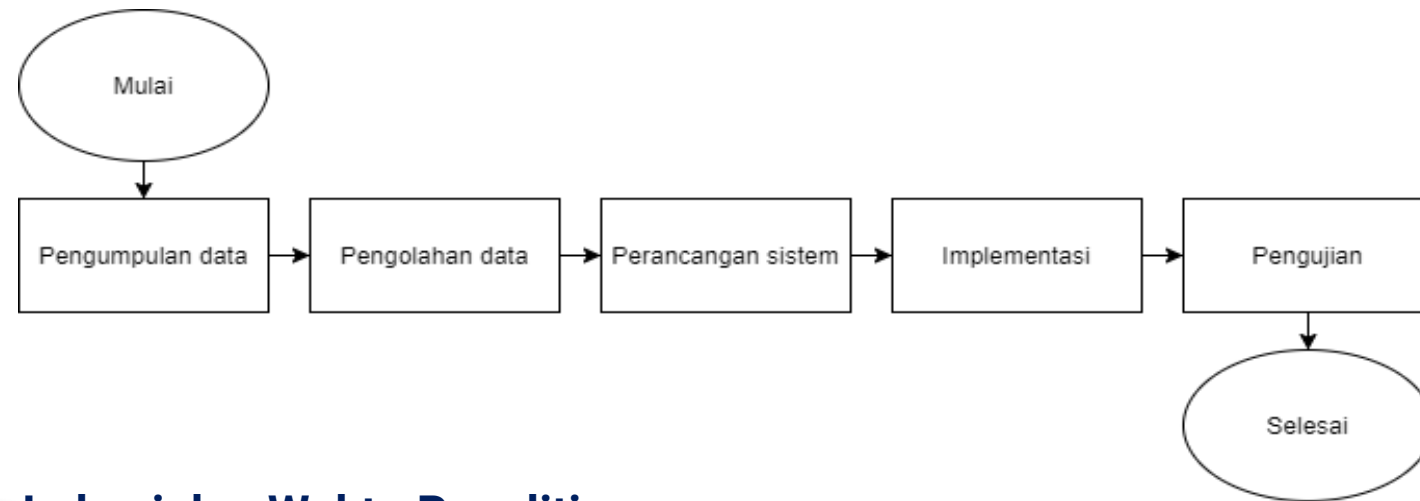 Mulai
Pengumpulan data
Pengolahan data
Perancangan sistem
Implementasi
Pengujian
Selesai